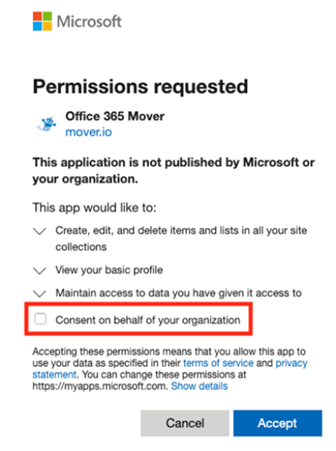 Microsoft
Permissions requested
Office 365 Mover
mover.io
This application is not published by Microsoft or
your organization.
This app would like to:
Create, edit, and delete items and lists in all your site
collections
View your basic profile
Maintain access to data you have given it access to
Consent on behalf of your organization
Accepting these permissions means that you allow this app to
use your data as specified in their terms of service and privacy
statement. You can change these permissions at
https://myapps.microsoft.com. Show details
Cancel
Accept